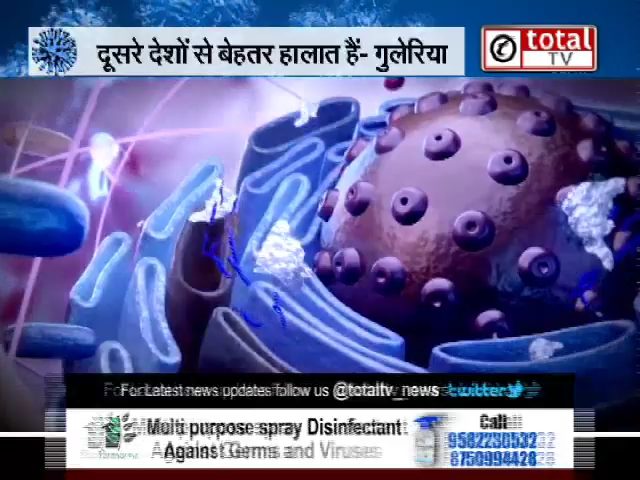 दूसरे देशों से बेहतर हालात हैं- गुलेरिया
total
TV
For Latest news updates follow us @totaltv_news twitter
Multi purpose spray Disinfectant
Against Germs and Viruses
Call
9582230532
8750994428